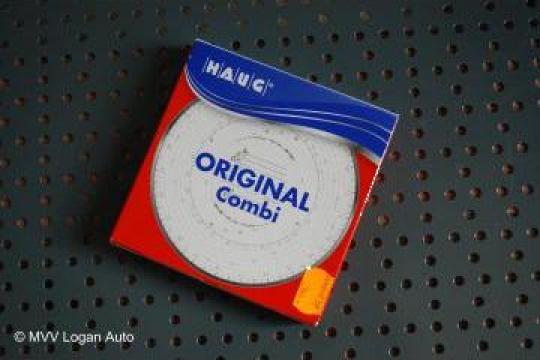 HAUG®
ORIGINAL
Combi
© MVV Logan Auto